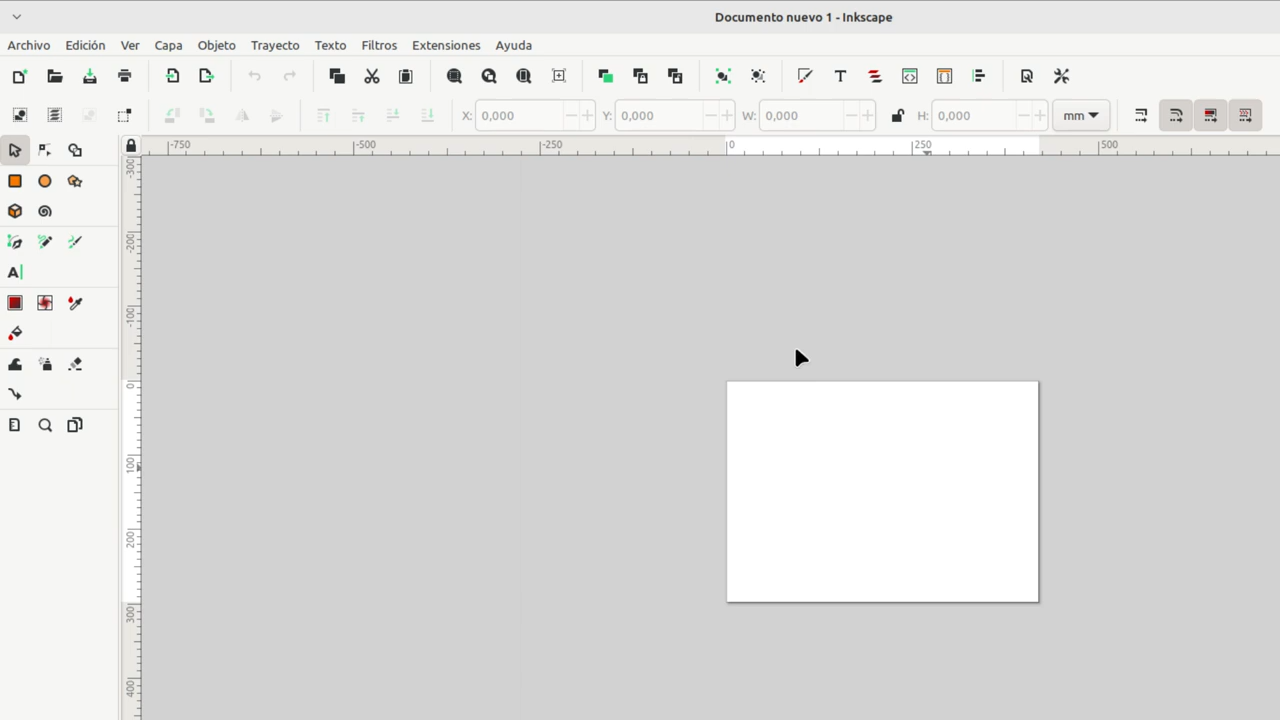 Documento nuevo 1 - Inkscape
Archivo Edición Ver Capa Objeto Trayecto Texto Filtros Extensiones Ayuda
X: 0,000 Y: 0,000 W: 0,000 H: 0,000 mm
-750 -500 -250 0 250 500
-300
-200
-100
0
100
200
300
400